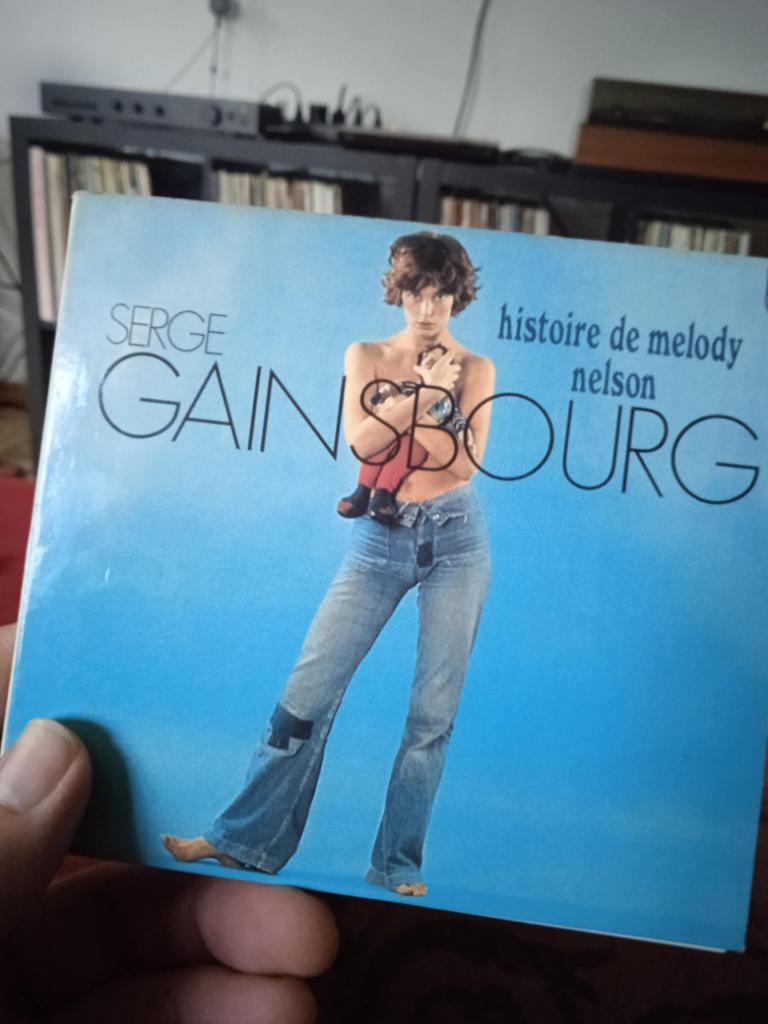 SERGE
GAINSBOURG
histoire de melody
nelson